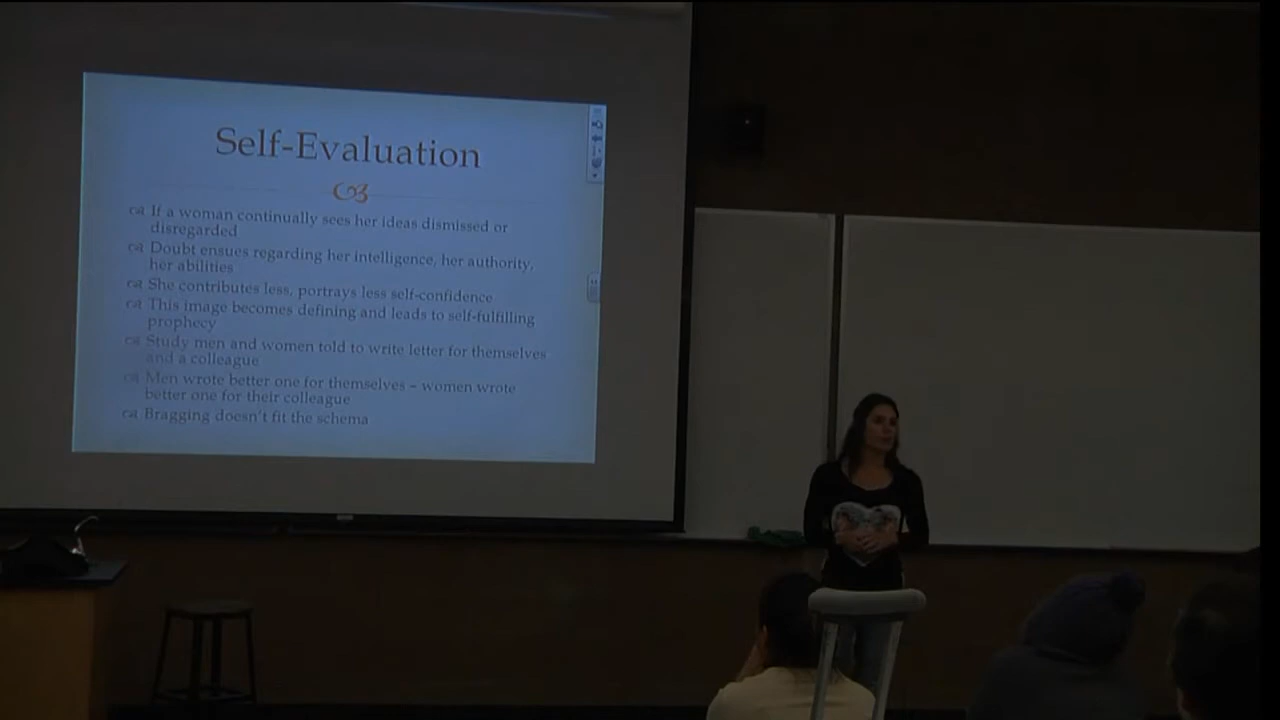 Self-Evaluation
If a woman continually sees her ideas dismissed or
disregarded
Doubt ensues regarding her intelligence, her authority,
her abilities
She contributes less, portrays less self-confidence
This image becomes defining and leads to self-fulfilling
prophecy
Study men and women told to write letter for themselves
and a colleague
Men wrote better one for themselves – women wrote
better one for their colleague
Bragging doesn't fit the schema